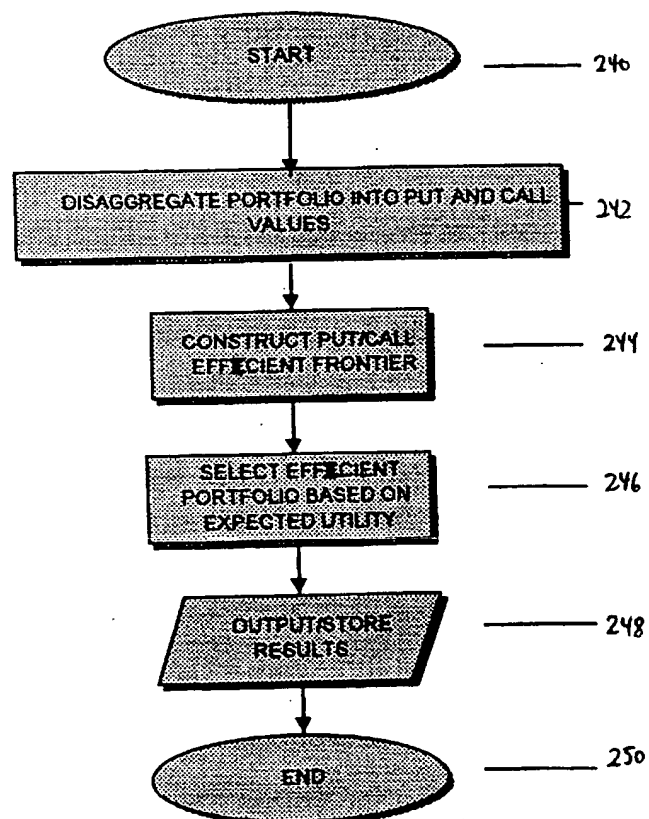 START
240
DISAGGREGATE PORTFOLIO INTO PUT AND CALL
VALUES
242
CONSTRUCT PUT/CALL
EFFECIENT FRONTIER
244
SELECT EFFECIENT
PORTFOLIO BASED ON
EXPECTED UTILITY
246
OUTPUT/STORE
RESULTS
248
END
250